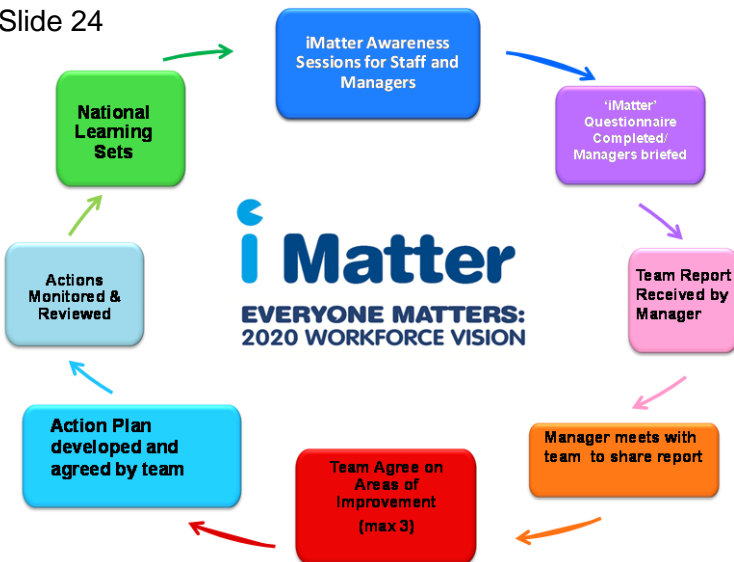 Slide 24
iMatter Awareness
Sessions for Staff and
Managers
'iMatter'
Questionnaire
Completed/
Managers briefed
Team Report
Received by
Manager
Manager meets with
team to share report
Team Agree on
Areas of
Improvement
(max 3)
Action Plan
developed and
agreed by team
Actions
Monitored &
Reviewed
National
Learning
Sets
i Matter
EVERYONE MATTERS:
2020 WORKFORCE VISION